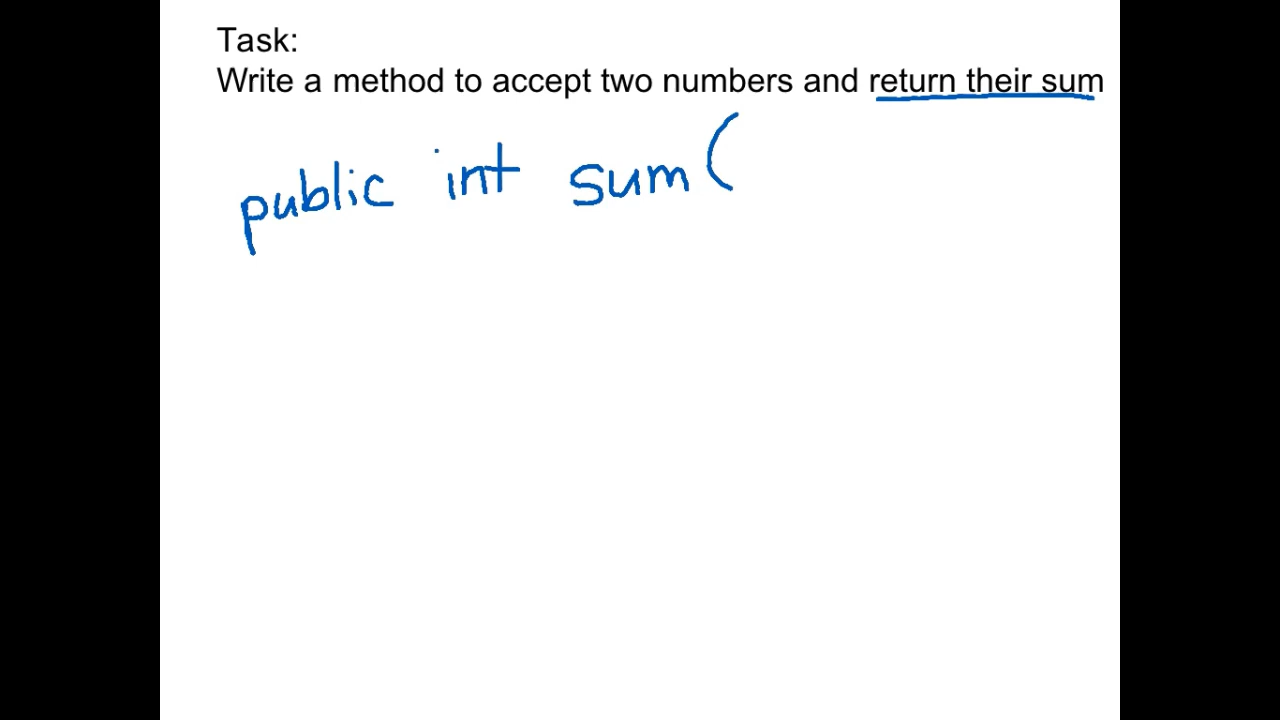 Task:
Write a method to accept two numbers and return their sum
public int sum (